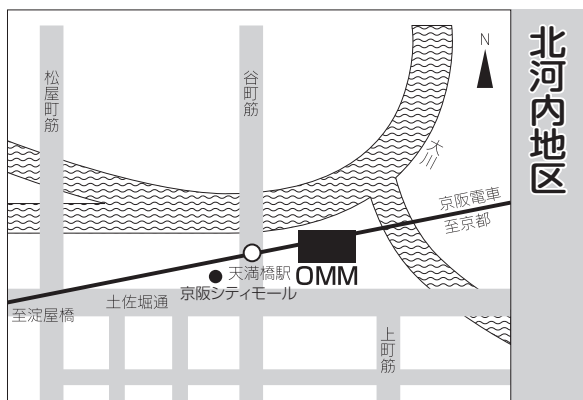 北河内地区
N
松屋町筋
谷町筋
大川
京阪電車
至京都
天満橋駅
OMM
京阪シティモール
土佐堀通
至淀屋橋
上町筋